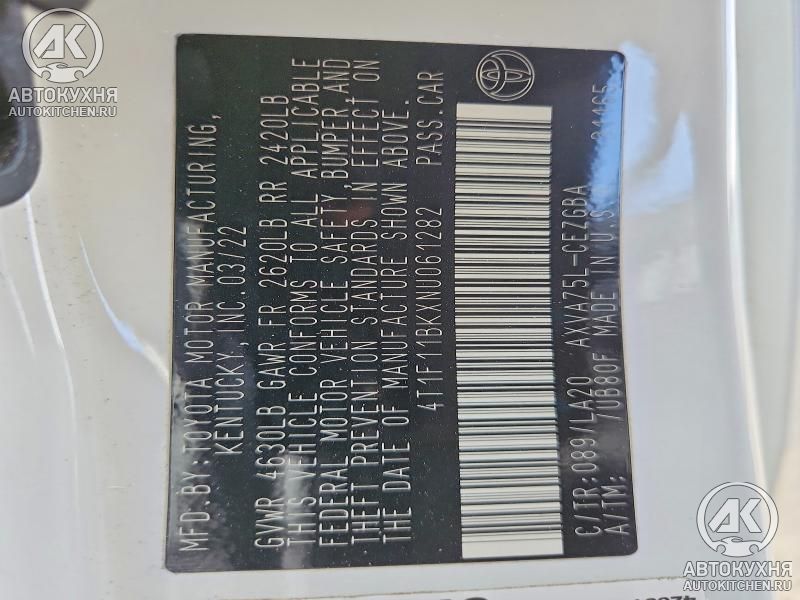 MFD.BY:TOYOTA MOTOR MANUFACTURING,
KENTUCKY,INC.03/22
GVWR 4630LB GAWR FR 2620LB RR 2420LB
THIS VEHICLE CONFORMS TO ALL APPLICABLE
FEDERAL MOTOR VEHICLE SAFETY,BUMPER,AND
THEFT PREVENTION STANDARDS IN EFFECT ON
THE DATE OF MANUFACTURE SHOWN ABOVE.
4T1F11BKXNU061282 PASS.CAR
C/TR:089/LA20 AXVA75L-CEZGBA
A/TM: /UB80F MADE IN U.S.
AK
АВТОКУХНЯ
AUTOKITCHEN.RU
AK
АВТОКУХНЯ
AUTOKITCHEN.RU